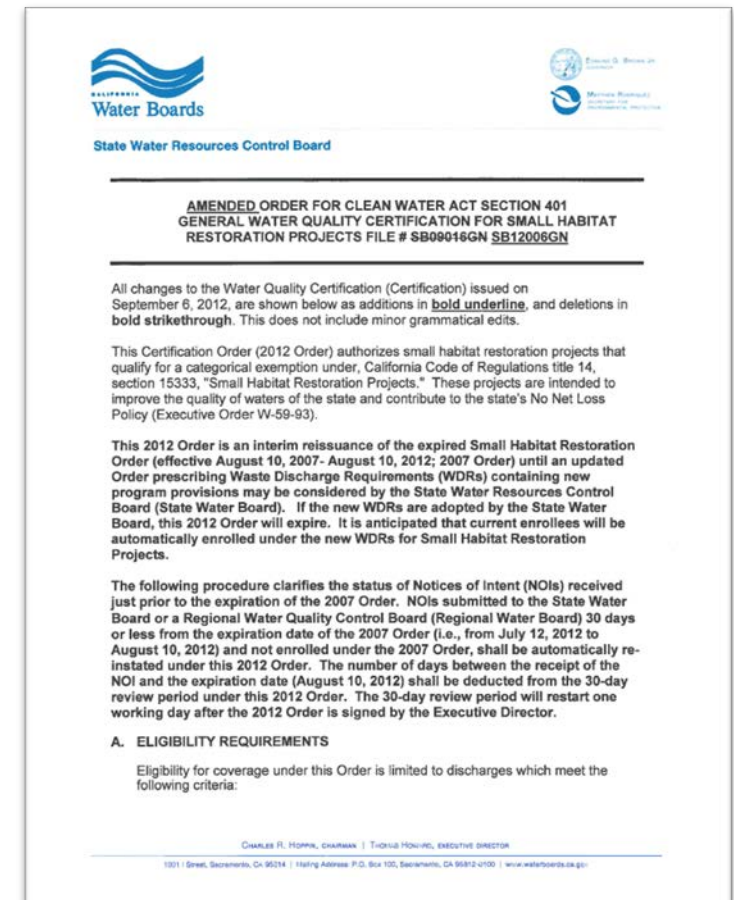 CALIFORNIA
Water Boards
EDMUND G. BROWN JR.
GOVERNOR
MATTHEW RODRIQUEZ
SECRETARY FOR
ENVIRONMENTAL PROTECTION
State Water Resources Control Board
AMENDED ORDER FOR CLEAN WATER ACT SECTION 401
GENERAL WATER QUALITY CERTIFICATION FOR SMALL HABITAT
RESTORATION PROJECTS FILE # SB09016GN SB12006GN
All changes to the Water Quality Certification (Certification) issued on
September 6, 2012, are shown below as additions in bold underline, and deletions in
bold strikethrough. This does not include minor grammatical edits.
This Certification Order (2012 Order) authorizes small habitat restoration projects that
qualify for a categorical exemption under, California Code of Regulations title 14,
section 15333, "Small Habitat Restoration Projects." These projects are intended to
improve the quality of waters of the state and contribute to the state's No Net Loss
Policy (Executive Order W-59-93).
This 2012 Order is an interim reissuance of the expired Small Habitat Restoration
Order (effective August 10, 2007- August 10, 2012; 2007 Order) until an updated
Order prescribing Waste Discharge Requirements (WDRs) containing new
program provisions may be considered by the State Water Resources Control
Board (State Water Board). If the new WDRs are adopted by the State Water
Board, this 2012 Order will expire. It is anticipated that current enrollees will be
automatically enrolled under the new WDRs for Small Habitat Restoration
Projects.
The following procedure clarifies the status of Notices of Intent (NOIs) received
just prior to the expiration of the 2007 Order. NOIs submitted to the State Water
Board or a Regional Water Quality Control Board (Regional Water Board) 30 days
or less from the expiration date of the 2007 Order (i.e., from July 12, 2012 to
August 10, 2012) and not enrolled under the 2007 Order, shall be automatically re-
instated under this 2012 Order. The number of days between the receipt of the
NOI and the expiration date (August 10, 2012) shall be deducted from the 30-day
review period under this 2012 Order. The 30-day review period will restart one
working day after the 2012 Order is signed by the Executive Director.
A. ELIGIBILITY REQUIREMENTS
Eligibility for coverage under this Order is limited to discharges which meet the
following criteria:
CHARLES R. HOPPIN, CHAIRMAN | THOMAS HOWARD, EXECUTIVE DIRECTOR
1001 I Street, Sacramento, CA 95814 | Mailing Address: P.O. Box 100, Sacramento, CA 95812-0100 | www.waterboards.ca.gov